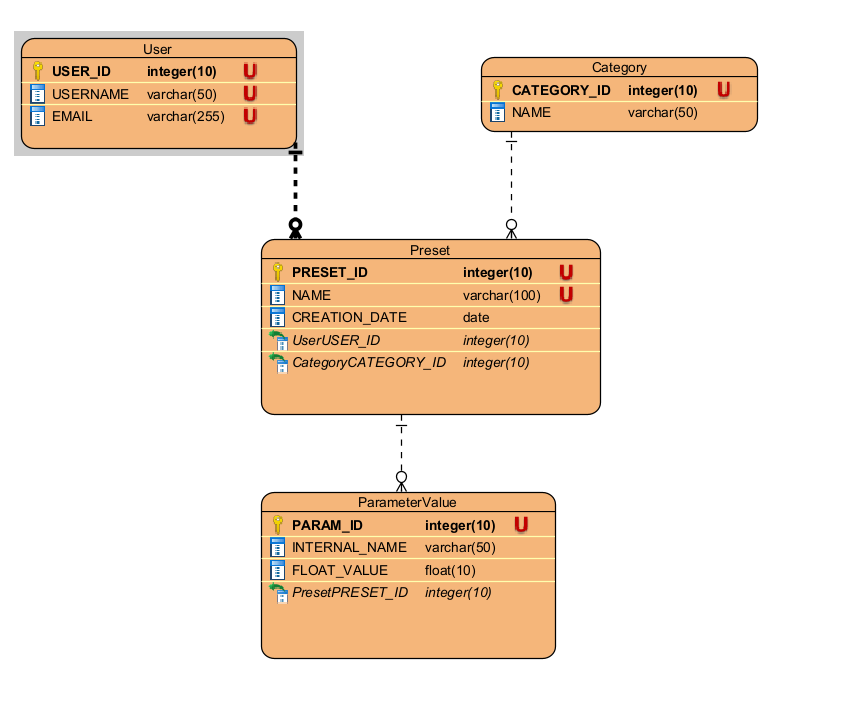 User
USER_ID integer(10) U
USERNAME varchar(50) U
EMAIL varchar(255) U
Category
CATEGORY_ID integer(10) U
NAME varchar(50)
Preset
PRESET_ID integer(10) U
NAME varchar(100) U
CREATION_DATE date
UserUSER_ID integer(10)
CategoryCATEGORY_ID integer(10)
ParameterValue
PARAM_ID integer(10) U
INTERNAL_NAME varchar(50)
FLOAT_VALUE float(10)
PresetPRESET_ID integer(10)